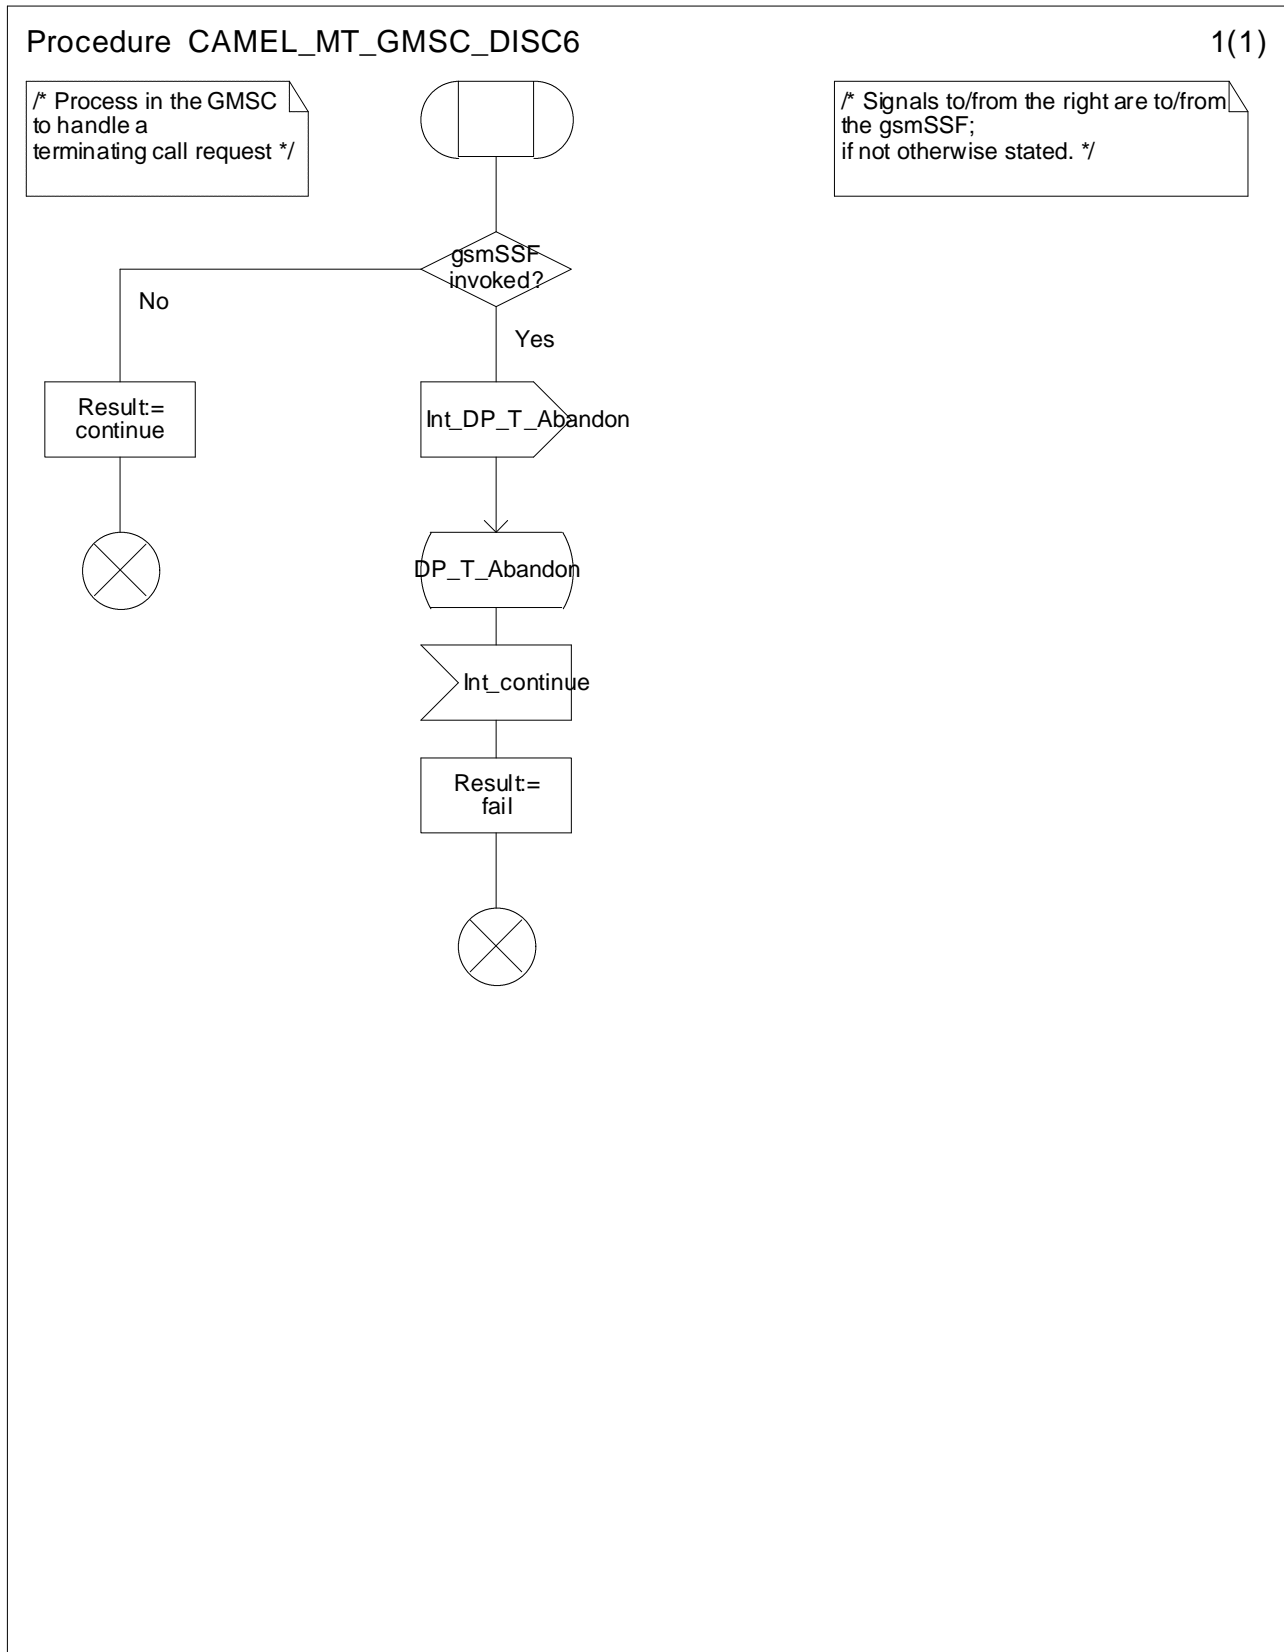 Procedure CAMEL_MT_GMSC_DISC6
1(1)
/* Process in the GMSC
to handle a
terminating call request */
/* Signals to/from the right are to/from
the gsmSSF;
if not otherwise stated. */
gsmSSF
invoked?
No
Yes
Result:=
continue
Int_DP_T_Abandon
DP_T_Abandon
Int_continue
Result:=
fail